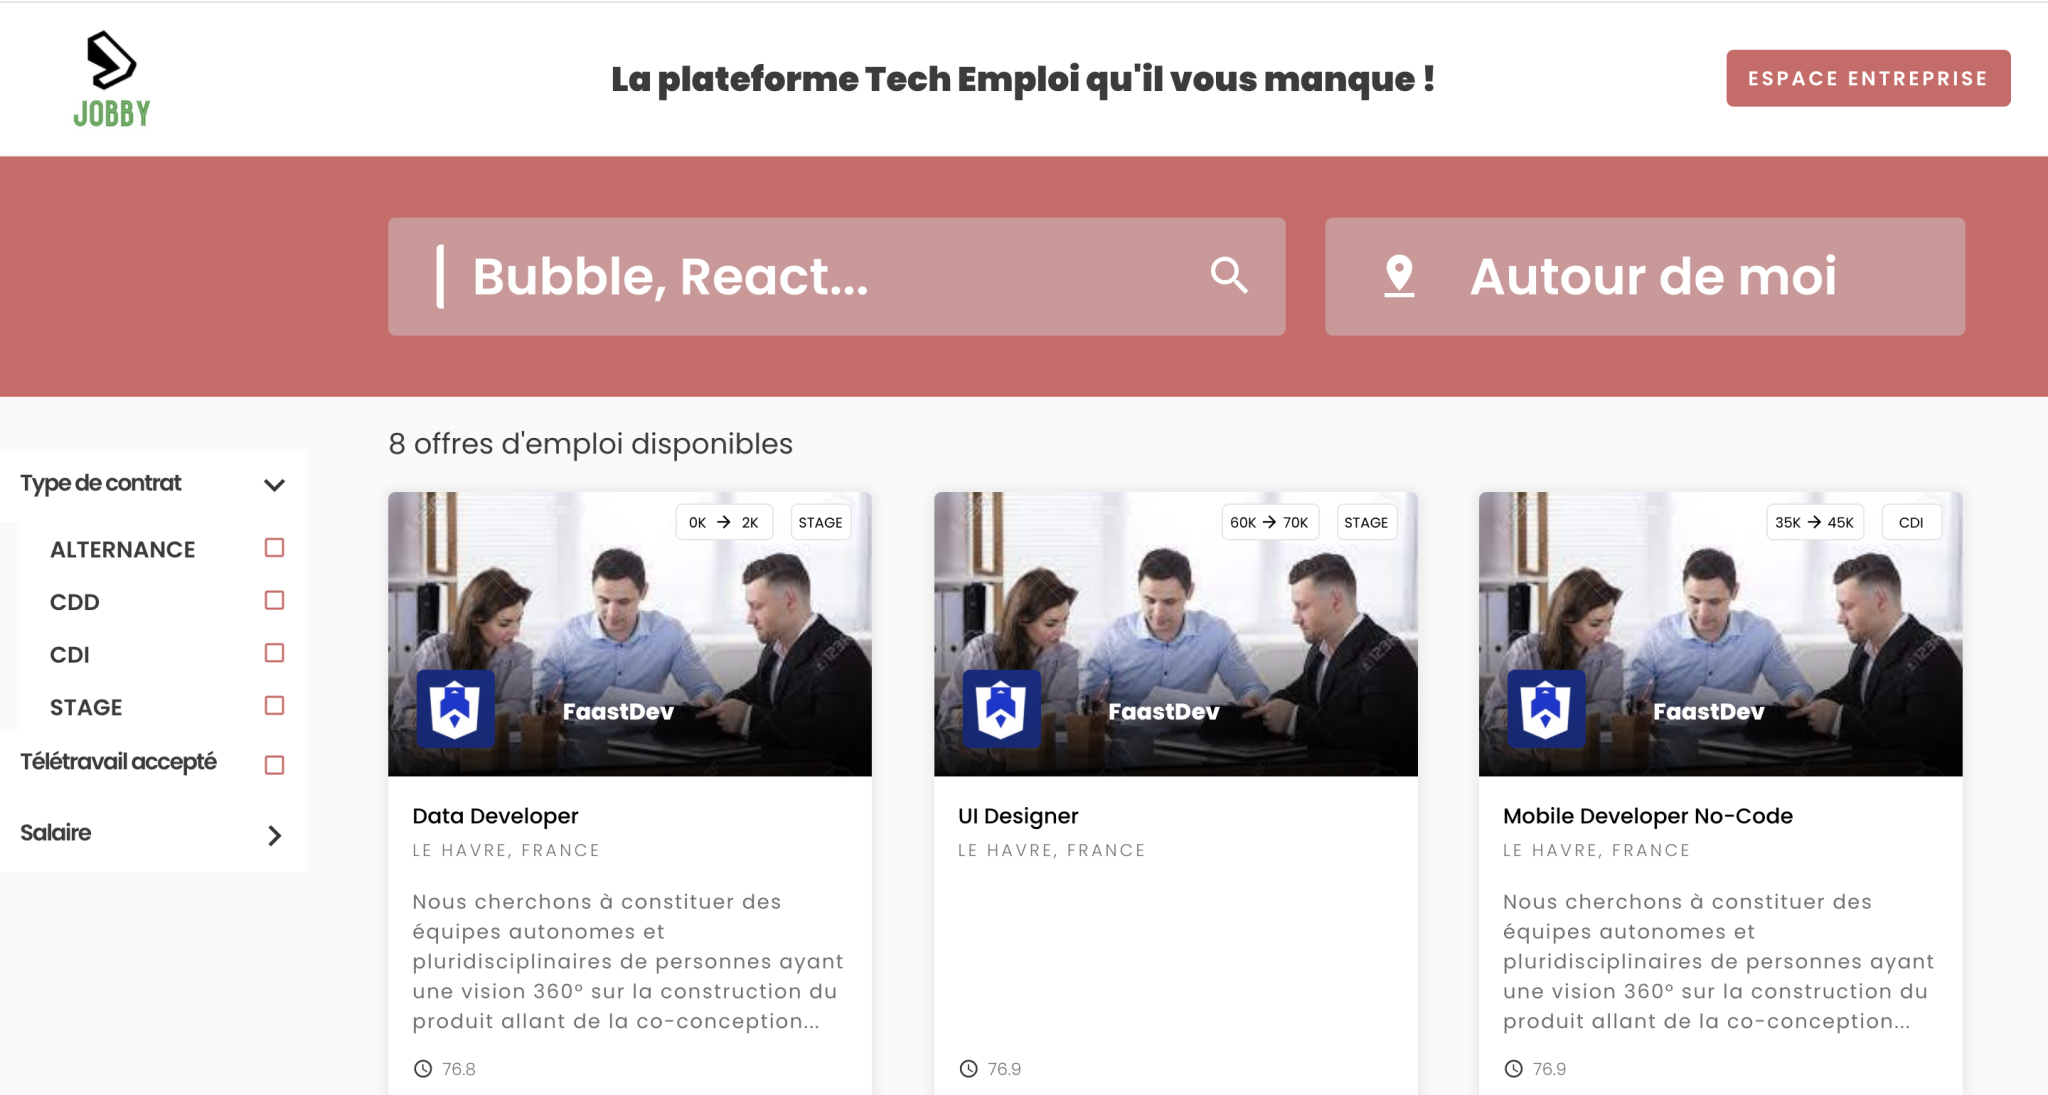 JOBBY
La plateforme Tech Emploi qu'il vous manque !
ESPACE ENTREPRISE
Bubble, React...
Autour de moi
8 offres d'emploi disponibles
Type de contrat
ALTERNANCE
CDD
CDI
STAGE
Télétravail accepté
Salaire
0K → 2K
STAGE
FaastDev
Data Developer
LE HAVRE, FRANCE
Nous cherchons à constituer des
équipes autonomes et
pluridisciplinaires de personnes ayant
une vision 360° sur la construction du
produit allant de la co-conception...
76.8
60K → 70K
STAGE
FaastDev
UI Designer
LE HAVRE, FRANCE
76.9
35K → 45K
CDI
FaastDev
Mobile Developer No-Code
LE HAVRE, FRANCE
Nous cherchons à constituer des
équipes autonomes et
pluridisciplinaires de personnes ayant
une vision 360° sur la construction du
produit allant de la co-conception...
76.9